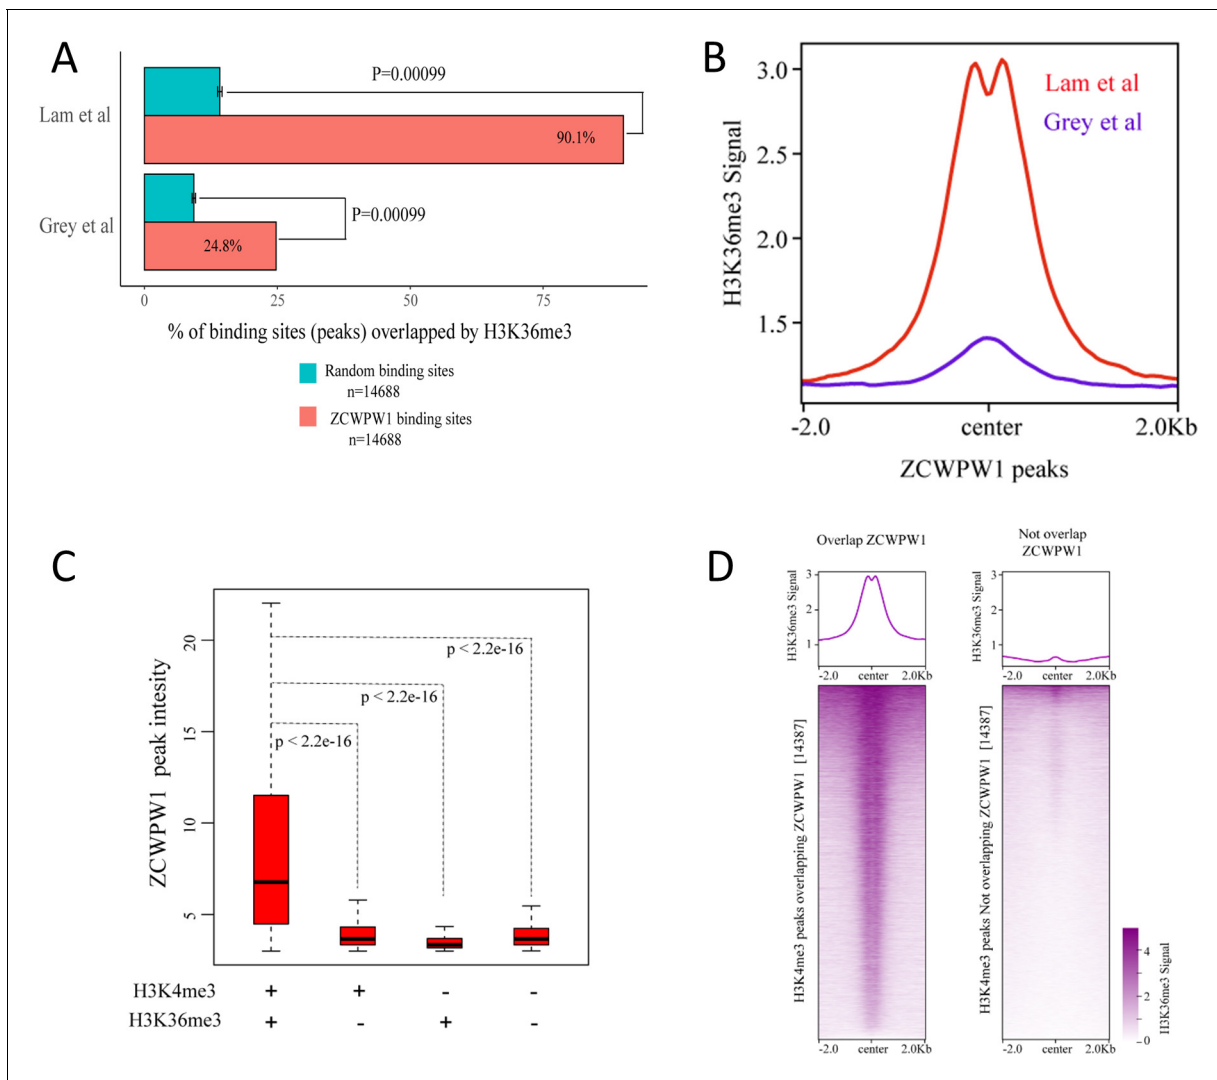 A
P=0.00099
Lam et al
90.1%
Grey et al
P=0.00099
24.8%
0
25
50
75
% of binding sites (peaks) overlapped by H3K36me3
Random binding sites
n=14688
ZCWPW1 binding sites
n=14688
B
3.0
2.5
2.0
1.5
H3K36me3 Signal
Lam et al
Grey et al
-2.0
center
2.0Kb
ZCWPW1 peaks
C
ZCWPW1 peak intesity
20
15
10
5
p < 2.2e-16
p < 2.2e-16
p < 2.2e-16
H3K4me3 + + - -
H3K36me3 + - + -
D
Overlap ZCWPW1
Not overlap
ZCWPW1
H3K36me3 Signal
3
2
1
-2.0 center 2.0Kb
H3K36me3 Signal
3
2
1
-2.0 center 2.0Kb
H3K4me3 peaks overlapping ZCWPW1 [14387]
-2.0 center 2.0Kb
H3K4me3 peaks Not overlapping ZCWPW1 [14387]
-2.0 center 2.0Kb
4
2
0
H3K36me3 Signal